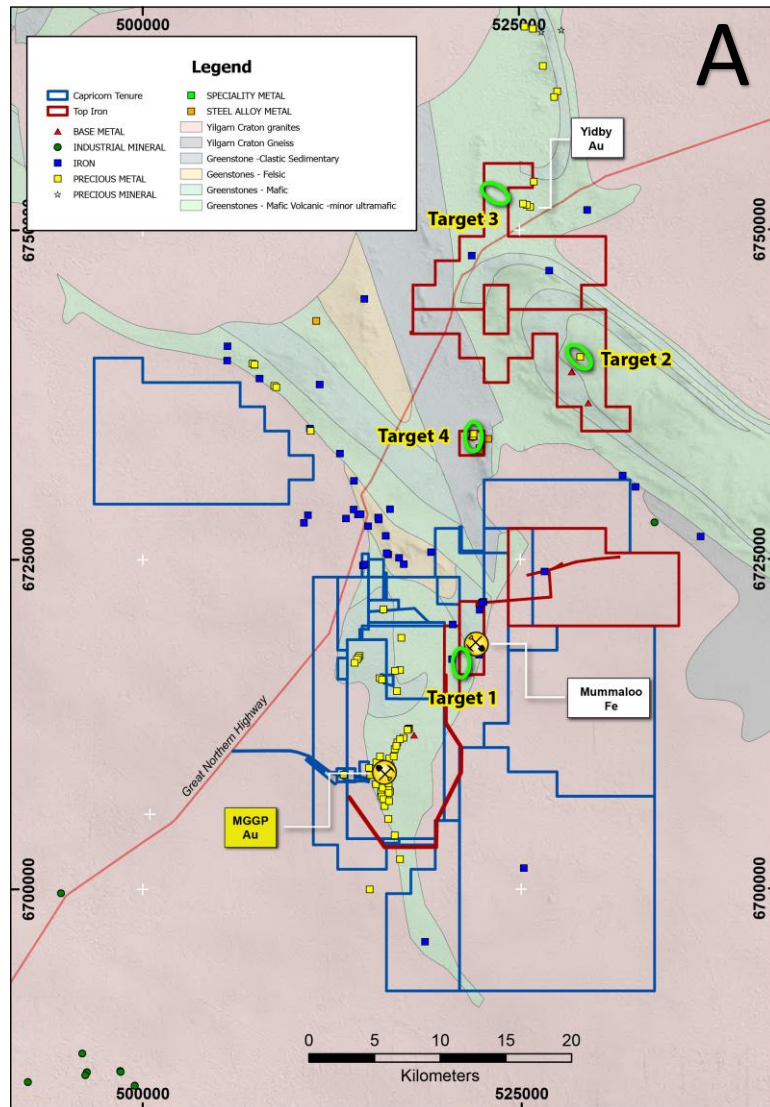 500000
525000
A
Legend
Capricorn Tenure
Top Iron
BASE METAL
INDUSTRIAL MINERAL
IRON
PRECIOUS METAL
PRECIOUS MINERAL
SPECIALITY METAL
STEEL ALLOY METAL
Yilgarn Craton granites
Yilgarn Craton Gneiss
Greenstone -Clastic Sedimentary
Geenstones - Felsic
Greenstones - Mafic
Greenstones - Mafic Volcanic -minor ultramafic
Yidby
Au
Target 3
6750000
6750000
Target 2
Target 4
6725000
6725000
Target 1
Mummaloo
Fe
Great Northern Highway
MGGP
Au
6700000
6700000
0 5 10 15 20
Kilometers
500000
525000